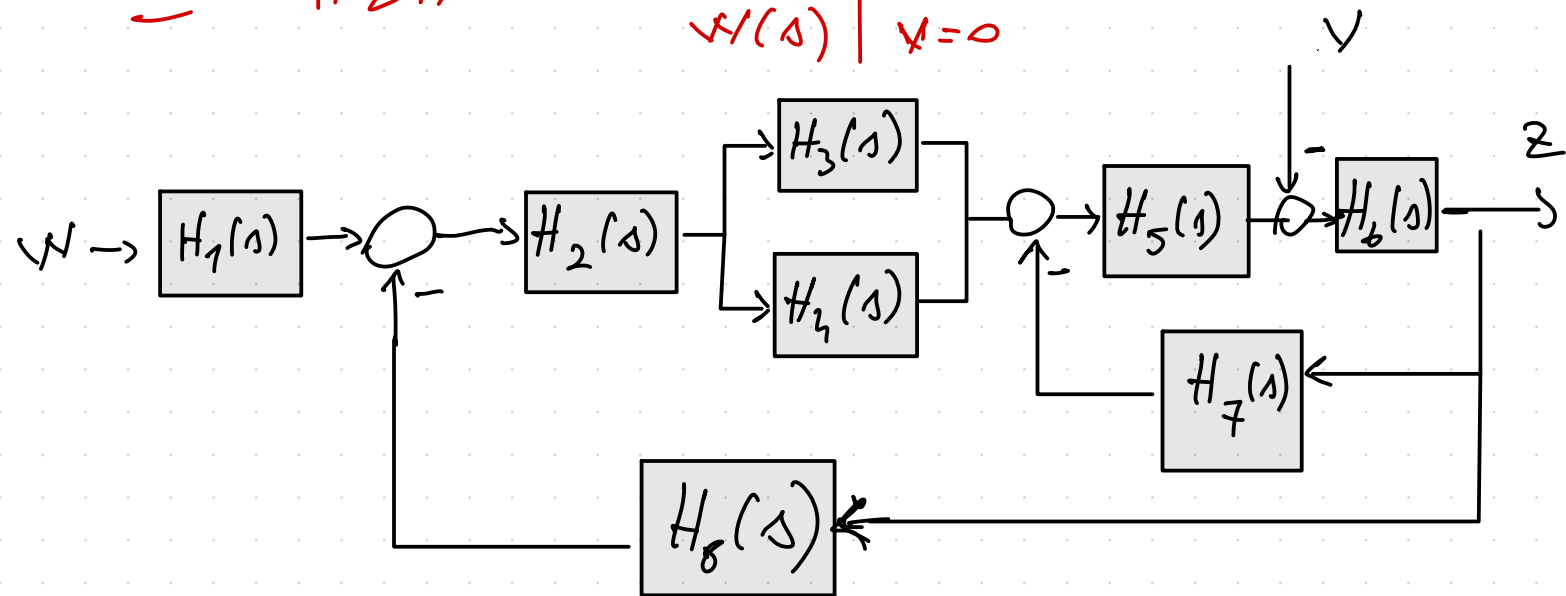 W(s) | V=0
V
H3(s)
Z
W → H1(s)
H2(s)
H5(s)
-
H6(s)
-
H4(s)
-
H7(s)
H8(s)